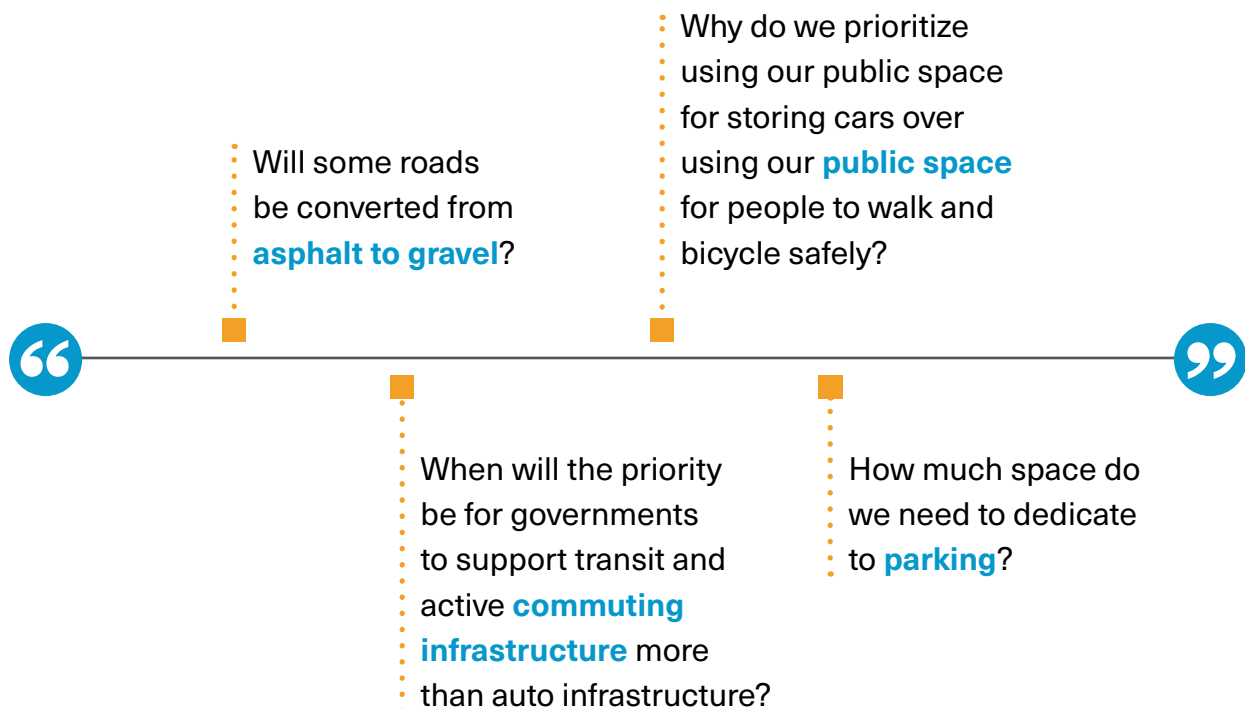 Why do we prioritize
using our public space
for storing cars over
using our public space
for people to walk and
bicycle safely?
Will some roads
be converted from
asphalt to gravel?
“
”
When will the priority
be for governments
to support transit and
active commuting
infrastructure more
than auto infrastructure?
How much space do
we need to dedicate
to parking?